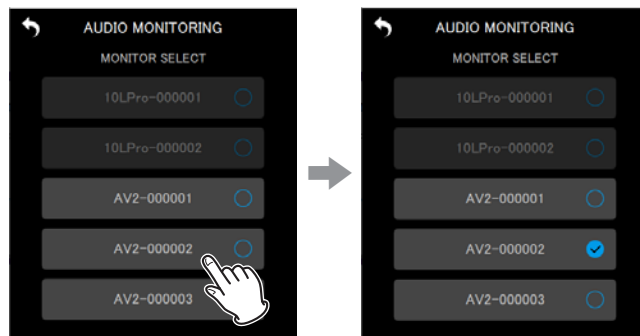 AUDIO MONITORING
MONITOR SELECT
10LPro-000001
10LPro-000002
AV2-000001
AV2-000002
AV2-000003
AUDIO MONITORING
MONITOR SELECT
10LPro-000001
10LPro-000002
AV2-000001
AV2-000002
AV2-000003